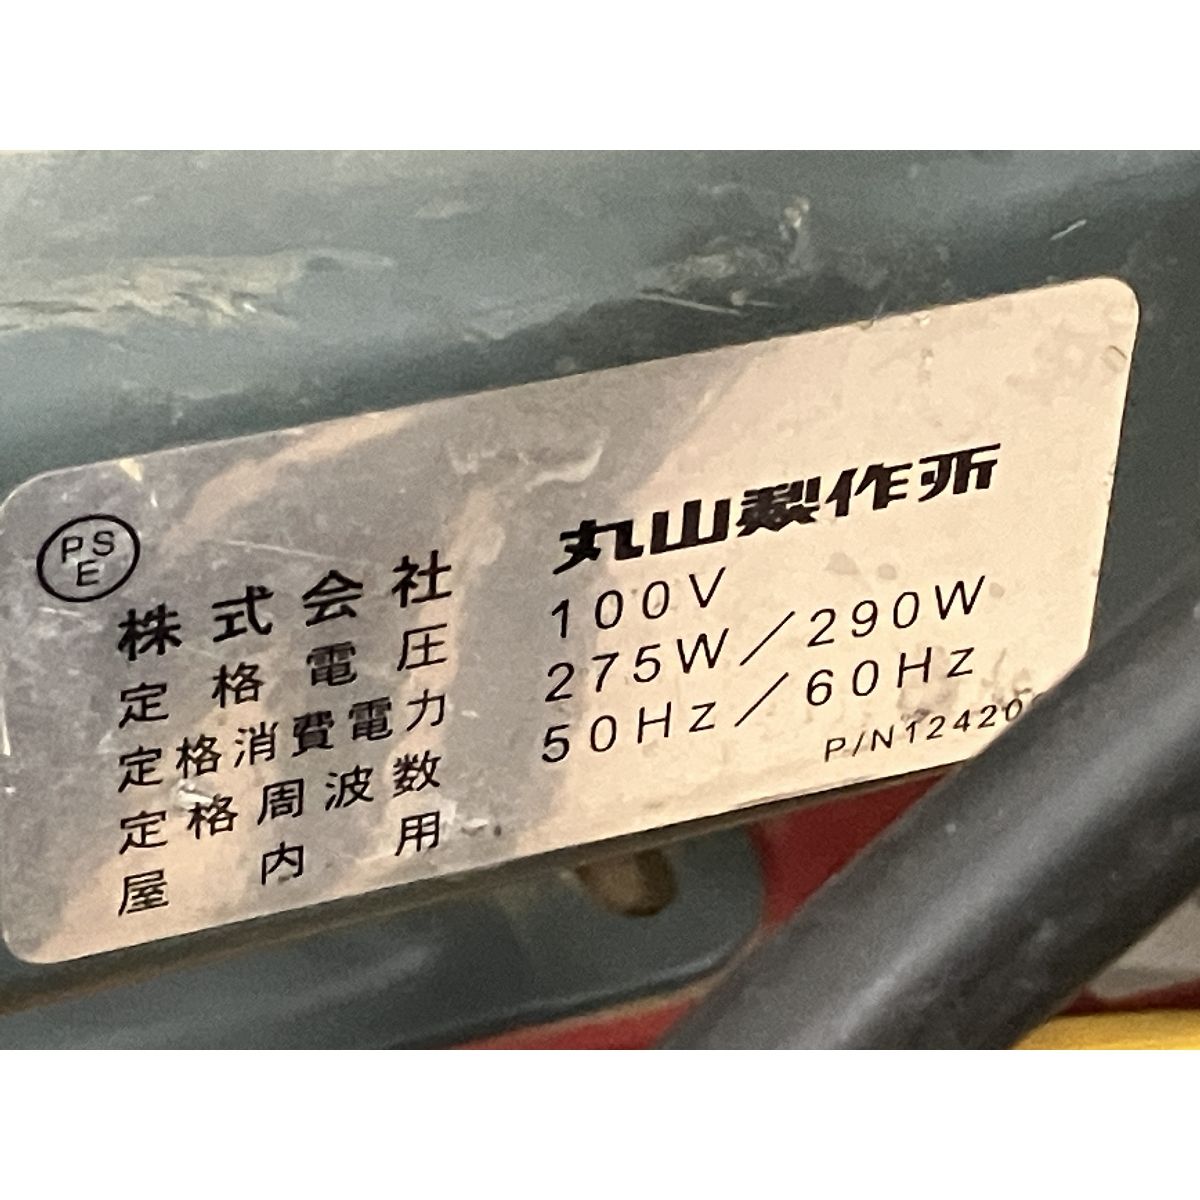 PSE
株式会社 丸山製作所
定格電圧 100V
定格消費電力 275W/290W
定格周波数 50Hz/60Hz
屋内用